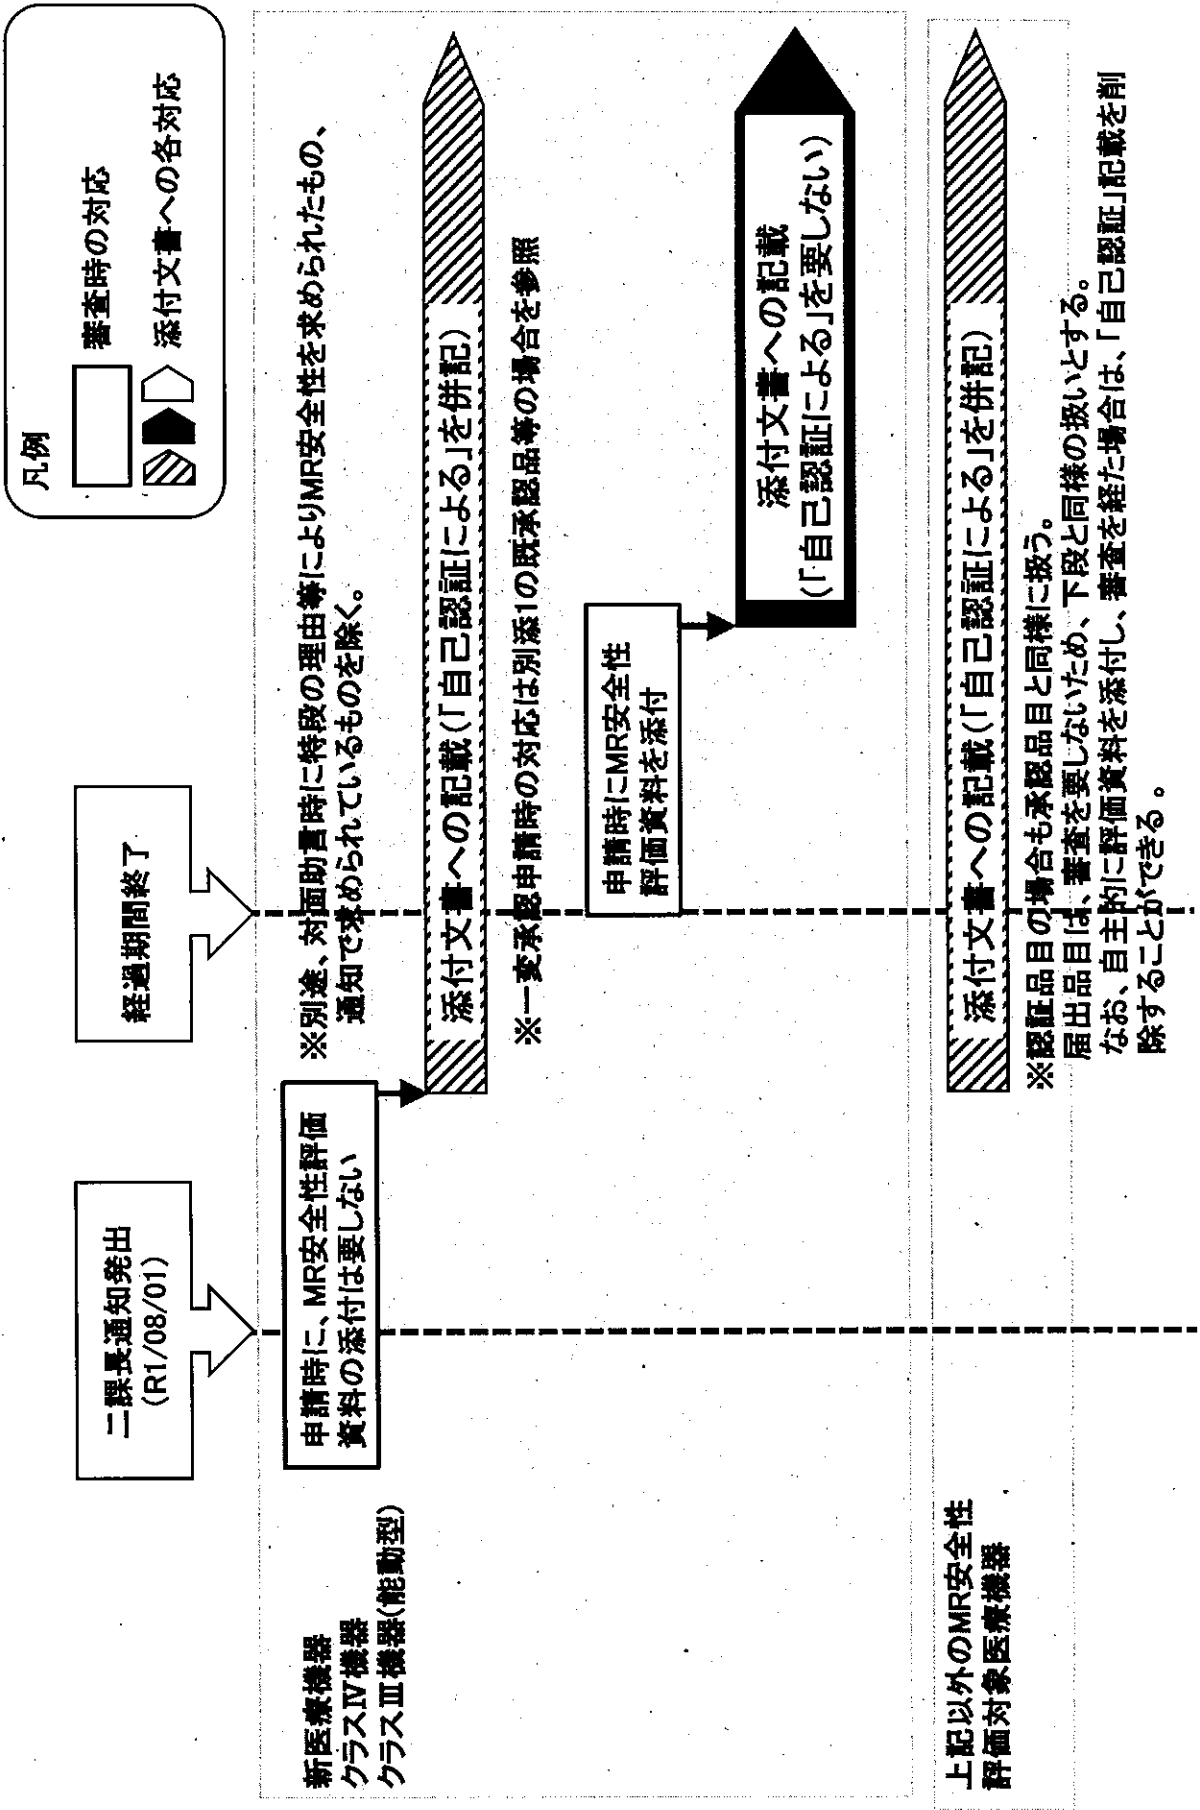 凡例
審査時の対応
添付文書への各対応
二課長通知発出
(R1/08/01)
経過期間終了
新医療機器
クラスⅣ機器
クラスⅢ機器(能動型)
申請時に、MR安全性評価
資料の添付は要しない
※別途、対面助言時に特段の理由等によりMR安全性を求められたもの、
通知で求められているものを除く。
添付文書への記載(「自己認証による」を併記)
※一変承認申請時の対応は別添1の既承認品等の場合を参照
申請時にMR安全性
評価資料を添付
添付文書への記載
(「自己認証による」を要しない)
上記以外のMR安全性
評価対象医療機器
添付文書への記載(「自己認証による」を併記)
※認証品目の場合も承認品目と同様に扱う。
届出品目は、審査を要しないため、下段と同様の扱いとする。
なお、自主的に評価資料を添付し、審査を経た場合は、「自己認証」記載を削
除することができる。